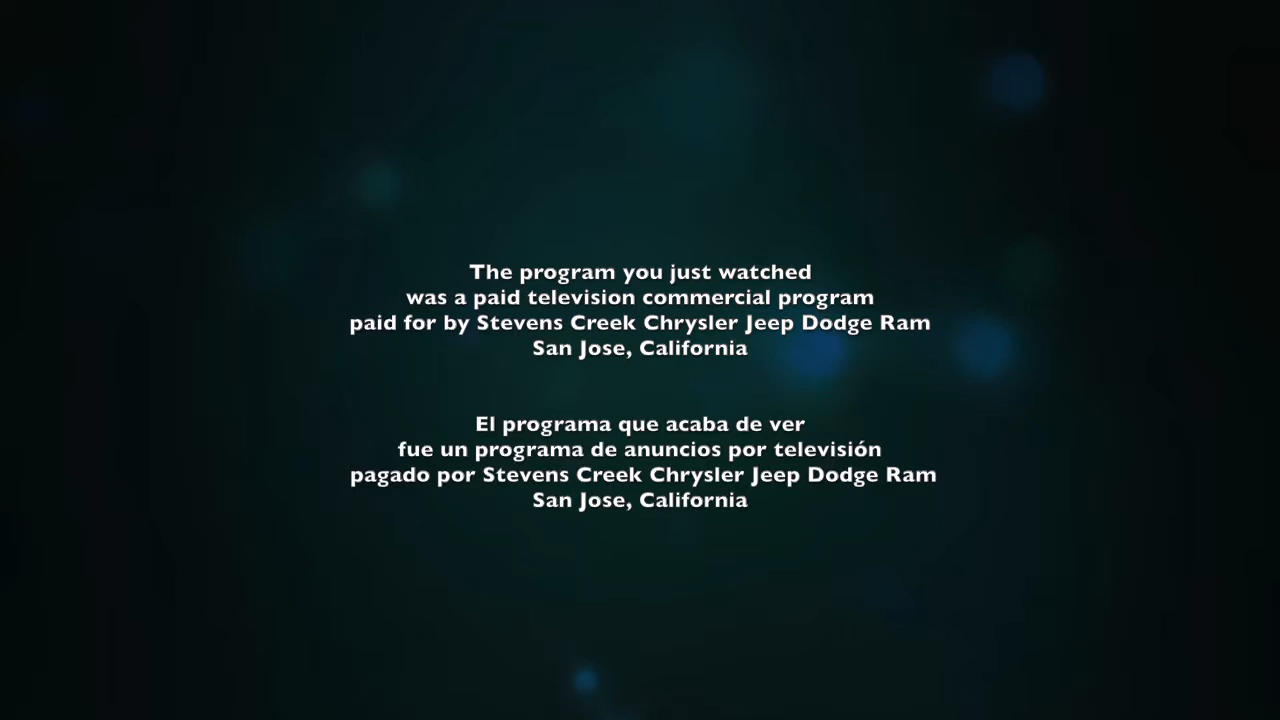 The program you just watched
was a paid television commercial program
paid for by Stevens Creek Chrysler Jeep Dodge Ram
San Jose, California
El programa que acaba de ver
fue un programa de anuncios por televisión
pagado por Stevens Creek Chrysler Jeep Dodge Ram
San Jose, California